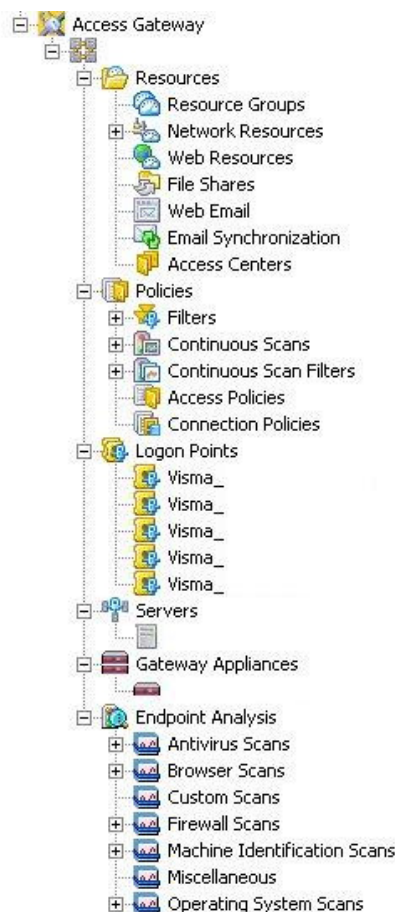 Access Gateway
Resources
Resource Groups
Network Resources
Web Resources
File Shares
Web Email
Email Synchronization
Access Centers
Policies
Filters
Continuous Scans
Continuous Scan Filters
Access Policies
Connection Policies
Logon Points
Visma_
Visma_
Visma_
Visma_
Visma_
Servers
Gateway Appliances
Endpoint Analysis
Antivirus Scans
Browser Scans
Custom Scans
Firewall Scans
Machine Identification Scans
Miscellaneous
Operating System Scans